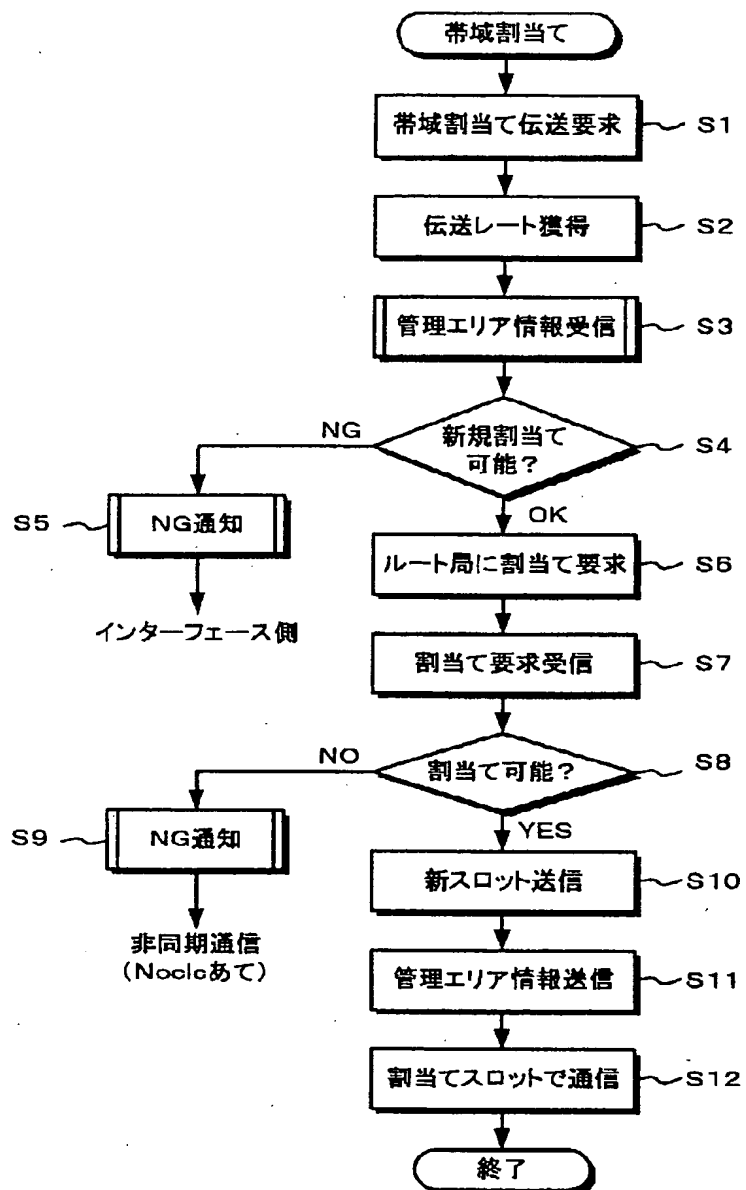 帯域割当て
帯域割当て伝送要求
S1
伝送レート獲得
S2
管理エリア情報受信
S3
NG
新規割当て
可能?
S4
S5
NG通知
OK
インターフェース側
ルート局に割当て要求
S6
割当て要求受信
S7
NO
割当て可能?
S8
S9
NG通知
YES
新スロット送信
S10
非同期通信
(Nodeあて)
管理エリア情報送信
S11
割当てスロットで通信
S12
終了